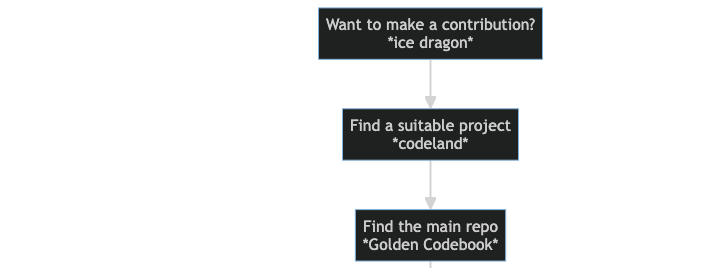 Want to make a contribution?
*ice dragon*
Find a suitable project
*codeland*
Find the main repo
*Golden Codebook*